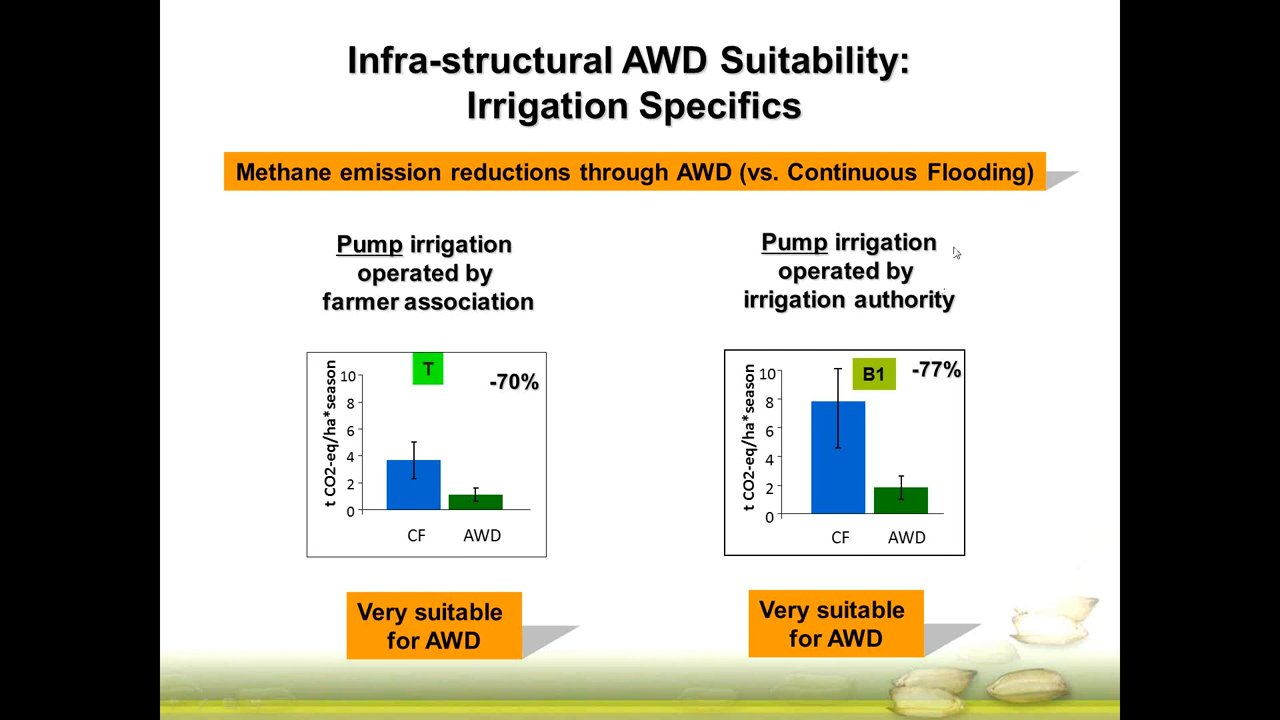 Infra-structural AWD Suitability:
Irrigation Specifics
Methane emission reductions through AWD (vs. Continuous Flooding)
Pump irrigation
operated by
farmer association
T
-70%
t CO2-eq/ha*season
10
8
6
4
2
0
CF AWD
Very suitable
for AWD
Pump irrigation
operated by
irrigation authority
B1
-77%
t CO2-eq/ha*season
10
8
6
4
2
0
CF AWD
Very suitable
for AWD